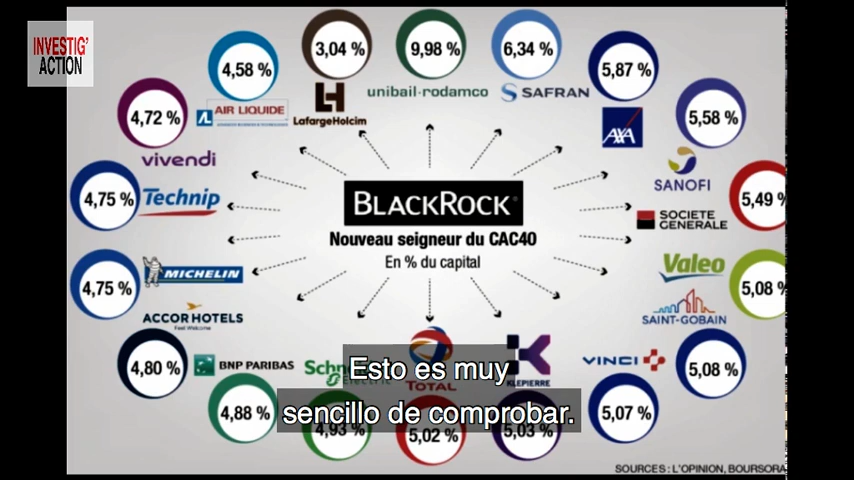 INVESTIG'
ACTION
4,58 %
3,04 %
9,98 %
6,34 %
5,87 %
AIR LIQUIDE
LafargeHolcim
unibail-rodamco
SAFRAN
AXA
4,72 %
vivendi
5,58 %
SANOFI
4,75 %
Technip
BLACKROCK
SOCIETE
GENERALE
5,49 %
Nouveau seigneur du CAC40
En % du capital
4,75 %
MICHELIN
Valeo
5,08 %
ACCOR HOTELS
Feel Welcome
SAINT-GOBAIN
4,80 %
BNP PARIBAS
TOTAL
KLEPIERRE
VINCI
5,08 %
Esto es muy
sencillo de comprobar.
4,88 %
4,93 %
5,02 %
5,03 %
5,07 %
SOURCES : L'OPINION, BOURSORA